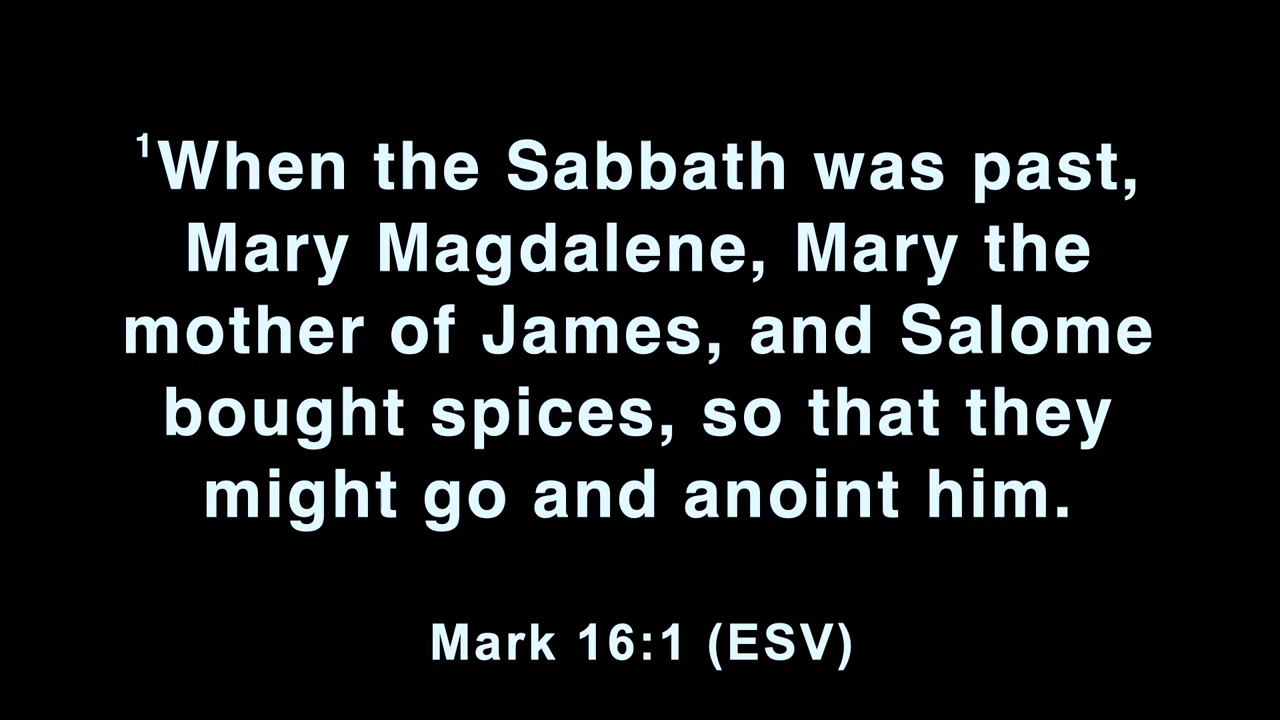 ¹When the Sabbath was past,
Mary Magdalene, Mary the
mother of James, and Salome
bought spices, so that they
might go and anoint him.
Mark 16:1 (ESV)